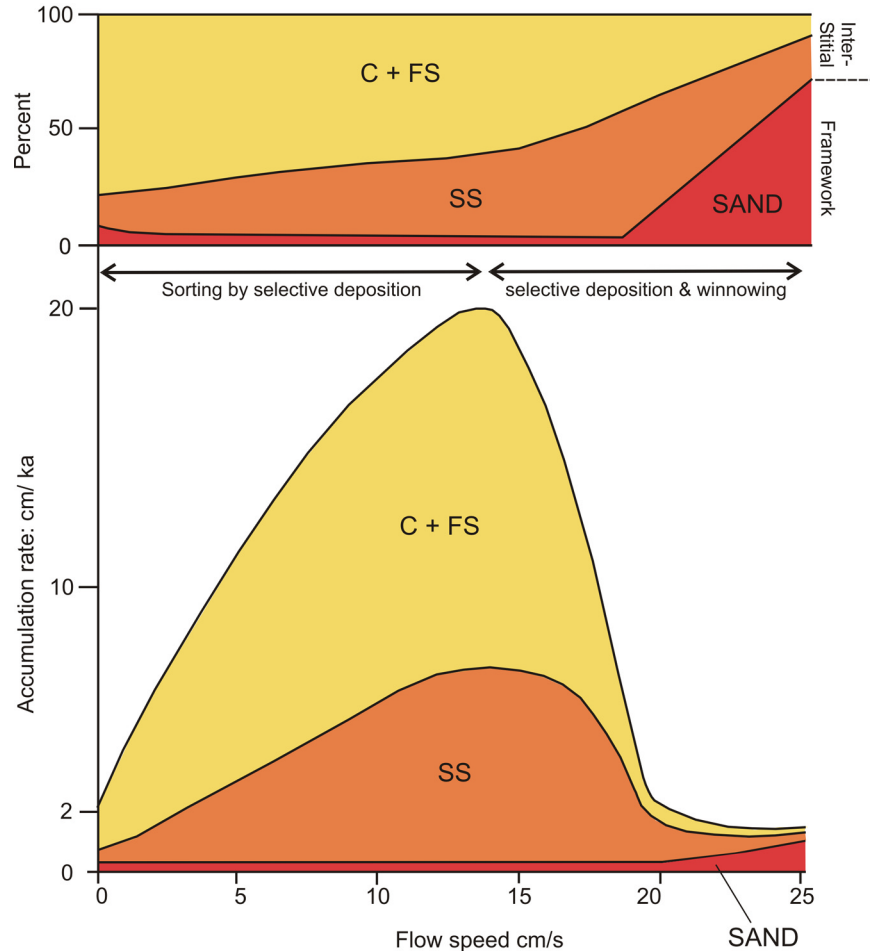 100
50
0
Percent
C + FS
SS
SAND
Inter-
Stitial
Framework
Sorting by selective deposition
selective deposition & winnowing
20
10
2
0
Accumulation rate: cm/ ka
C + FS
SS
SAND
0
5
10
15
20
25
Flow speed cm/s